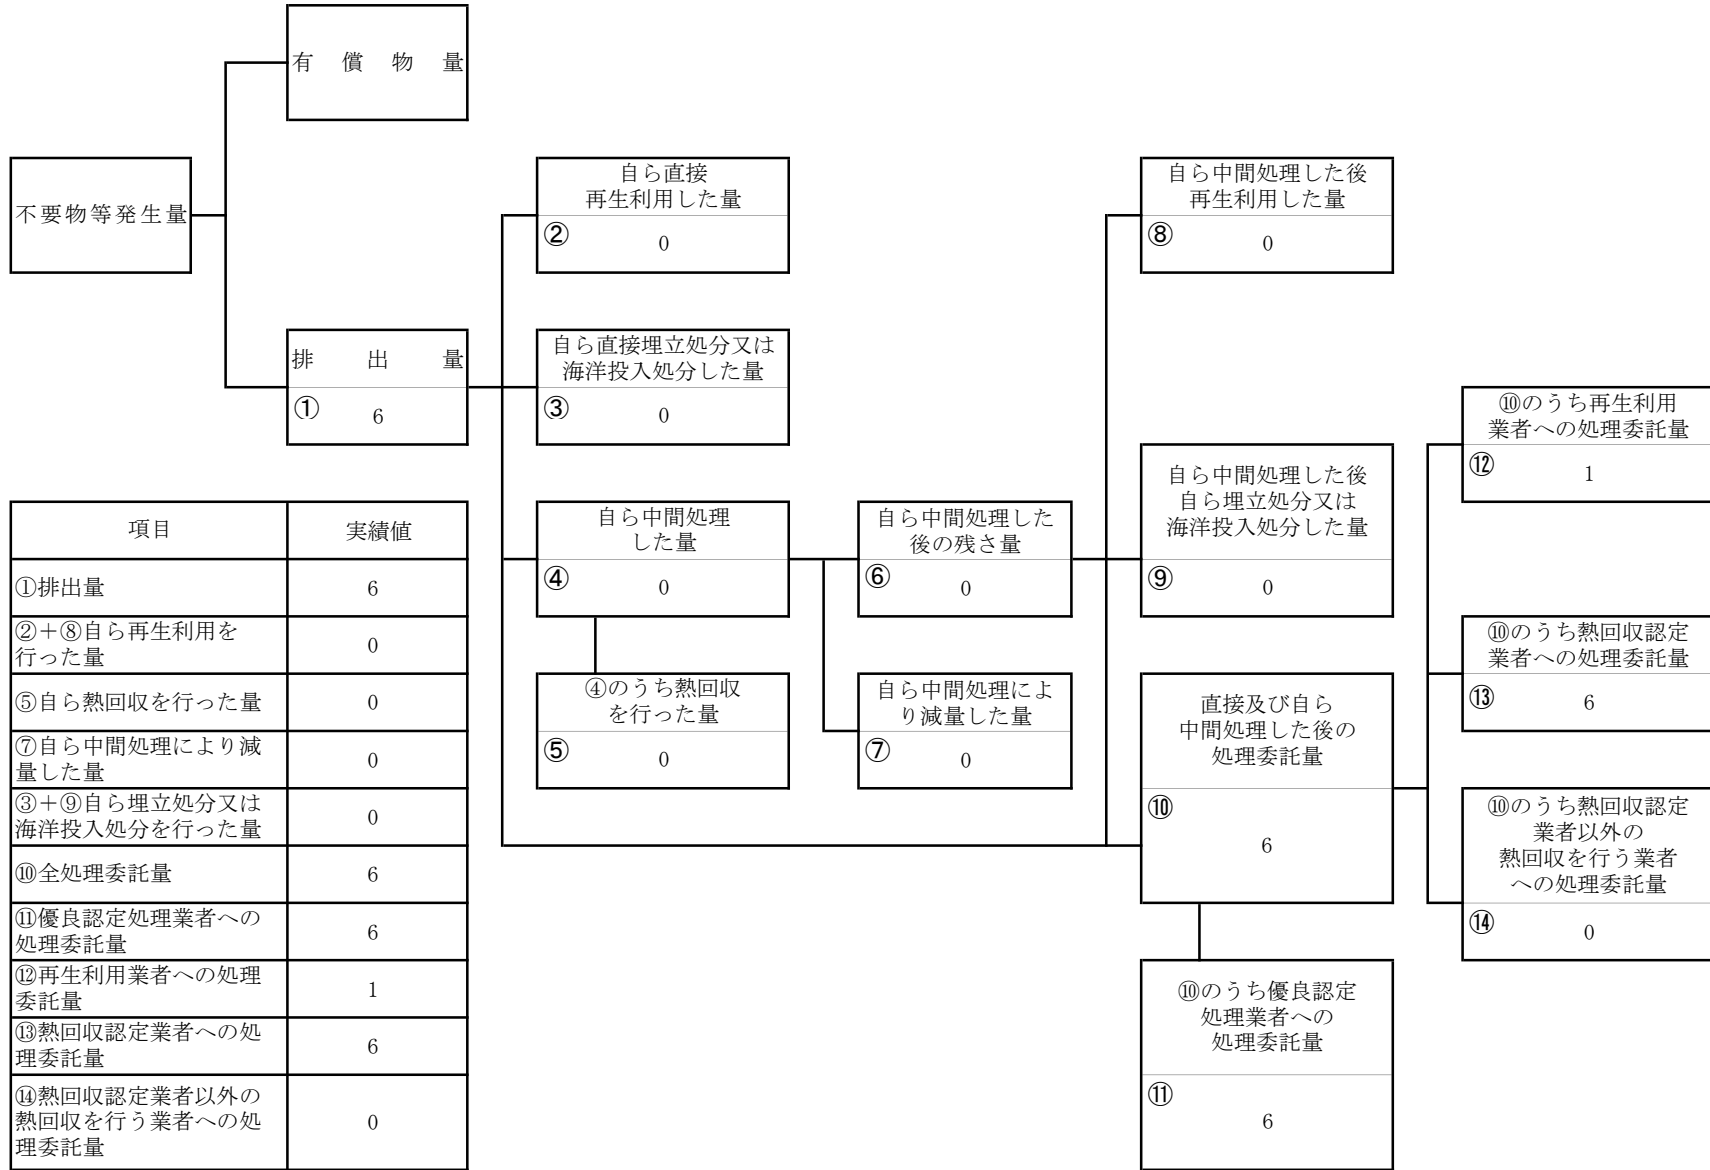 有償物量
不要物等発生量
自ら直接
再生利用した量
②
0
自ら中間処理した後
再生利用した量
⑧
0
排出量
①
6
自ら直接埋立処分又は
海洋投入処分した量
③
0
⑩のうち再生利用
業者への処理委託量
⑫
1
自ら中間処理
した量
④
0
自ら中間処理した
後の残さ量
⑥
0
自ら中間処理した後
自ら埋立処分又は
海洋投入処分した量
⑨
0
⑩のうち熱回収認定
業者への処理委託量
⑬
6
④のうち熱回収
を行った量
⑤
0
自ら中間処理によ
り減量した量
⑦
0
直接及び自ら
中間処理した後の
処理委託量
⑩
6
⑩のうち熱回収認定
業者以外の
熱回収を行う業者
への処理委託量
⑭
0
⑩のうち優良認定
処理業者への
処理委託量
⑪
6
項目 実績値
①排出量 6
②+⑧自ら再生利用を
行った量 0
⑤自ら熱回収を行った量 0
⑦自ら中間処理により減
量した量 0
③+⑨自ら埋立処分又は
海洋投入処分を行った量 0
⑩全処理委託量 6
⑪優良認定処理業者への
処理委託量 6
⑫再生利用業者への処理
委託量 1
⑬熱回収認定業者への処
理委託量 6
⑭熱回収認定業者以外の
熱回収を行う業者への処
理委託量 0